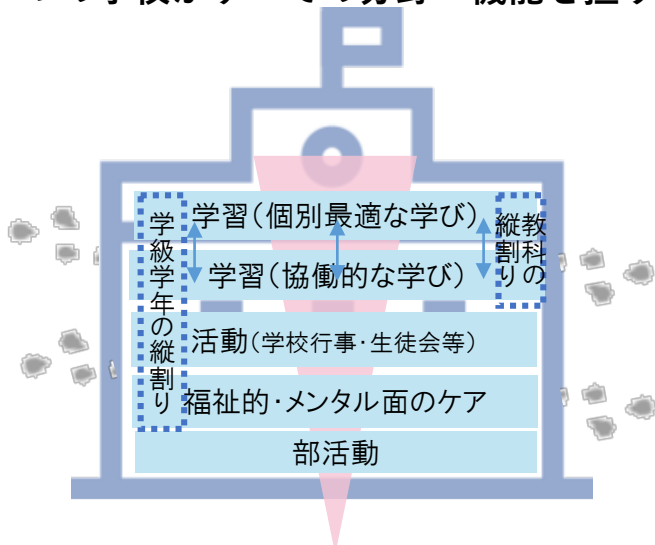 学習(個別最適な学び)
学習(協働的な学び)
活動(学校行事・生徒会等)
福祉的・メンタル面のケア
部活動
学級学年の縦割り
教科の
縦割り